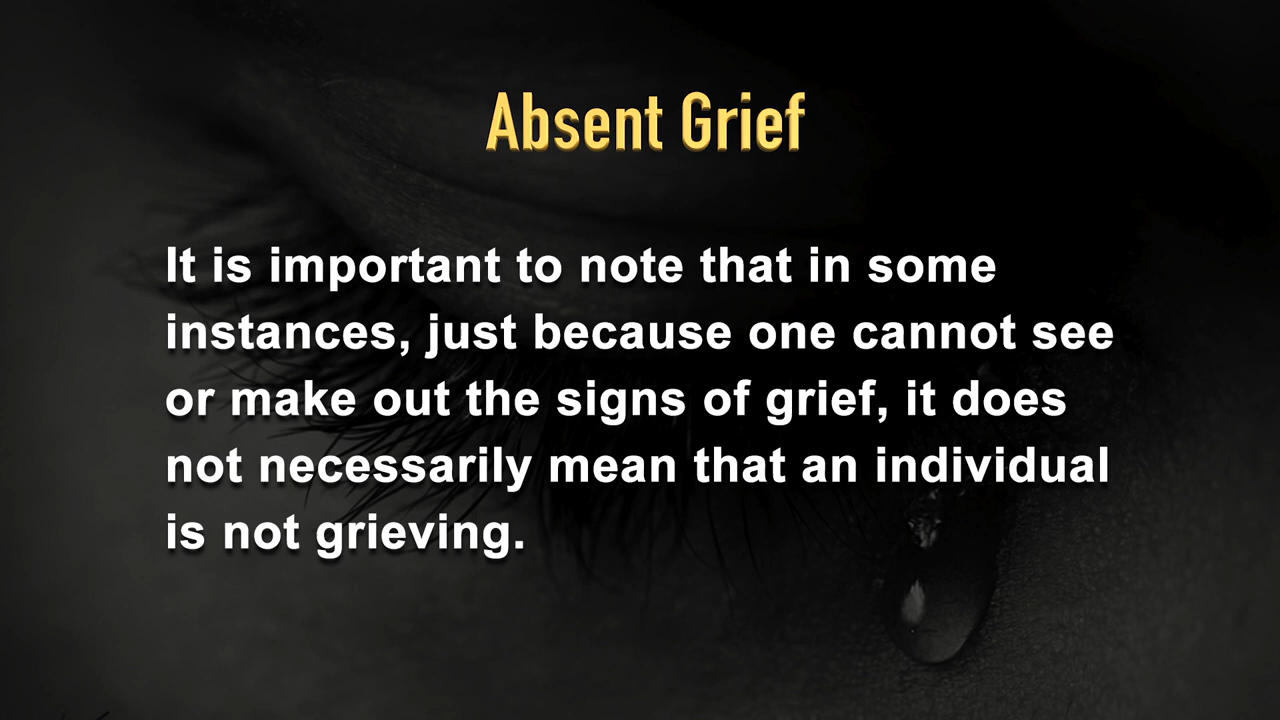 Absent Grief
It is important to note that in some
instances, just because one cannot see
or make out the signs of grief, it does
not necessarily mean that an individual
is not grieving.